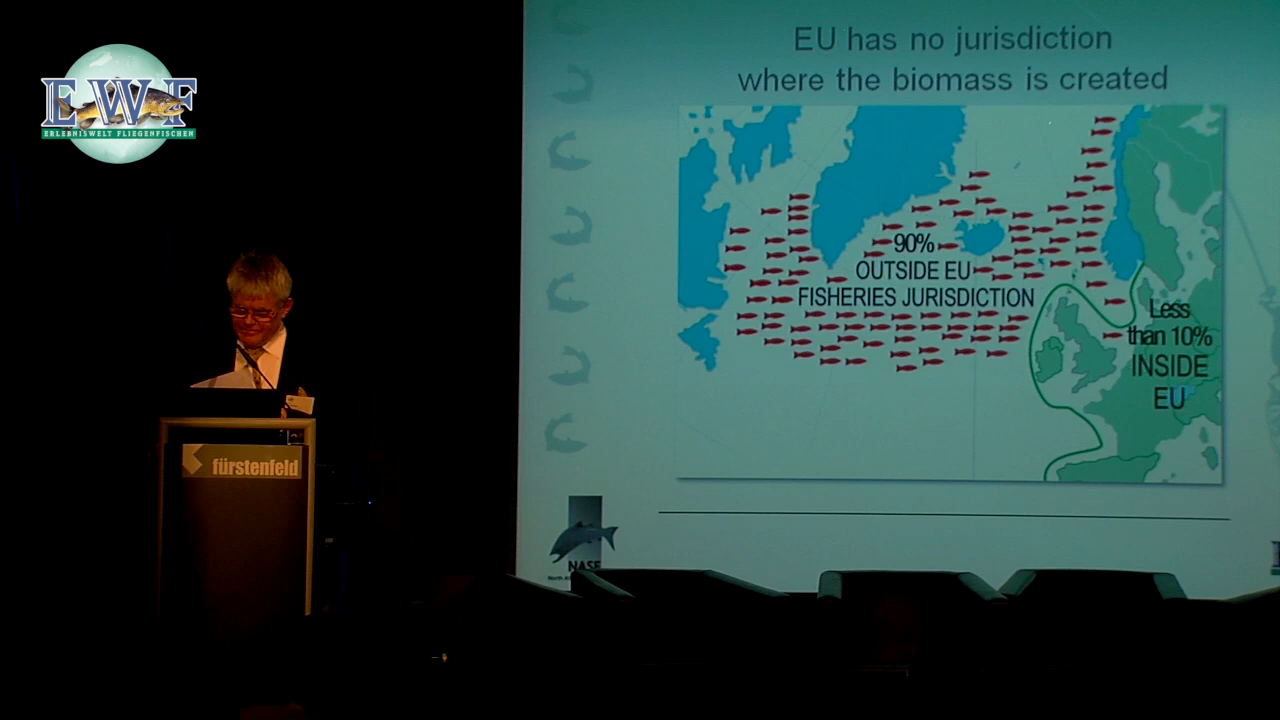 EWF
ERLEBNISWELT FLIEGENFISCHEN
EU has no jurisdiction
where the biomass is created
90%
OUTSIDE EU
FISHERIES JURISDICTION
Less
than 10%
INSIDE
EU
fürstenfeld
NASF
North